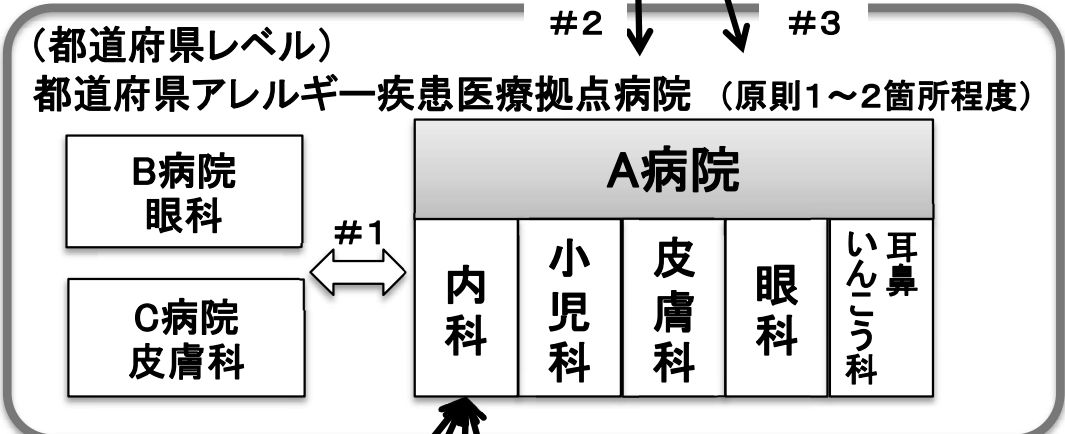 #2
#3
（都道府県レベル）
都道府県アレルギー疾患医療拠点病院 （原則1～2箇所程度）
B病院
眼科
#1
C病院
皮膚科
A病院
内科
小児科
皮膚科
眼科
耳鼻
いんこう科